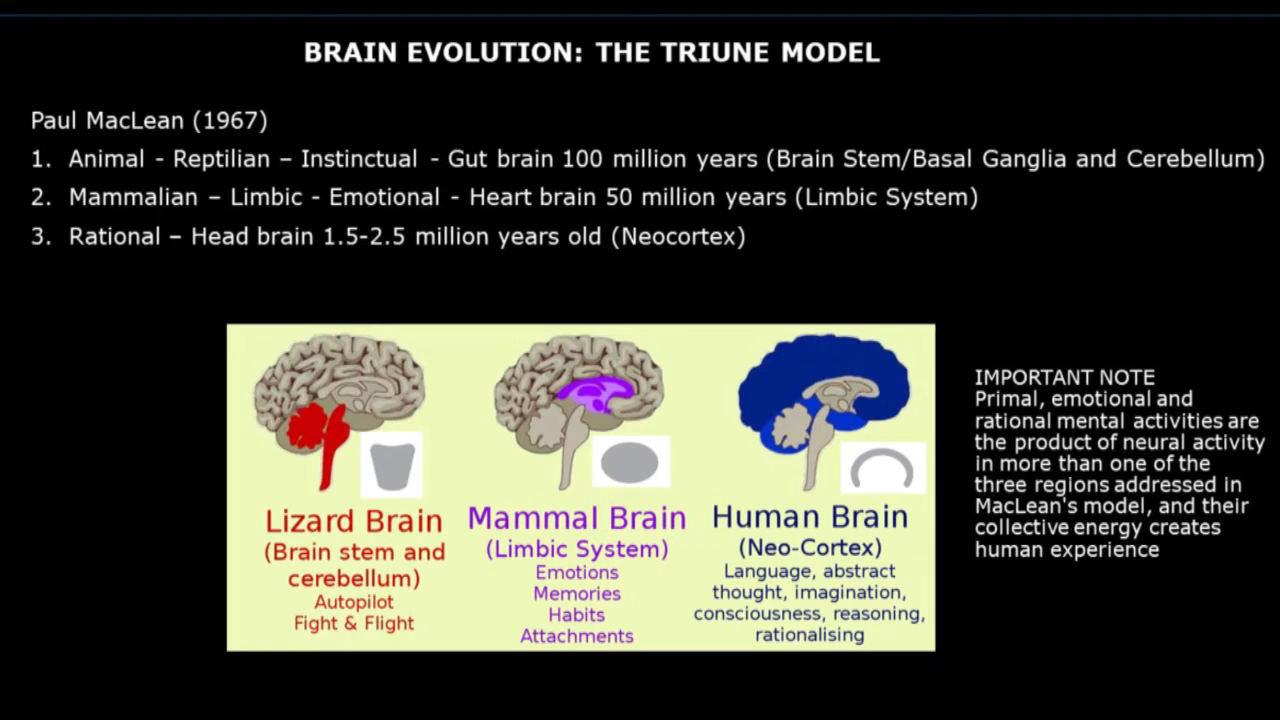 BRAIN EVOLUTION: THE TRIUNE MODEL
Paul MacLean (1967)
1. Animal - Reptilian – Instinctual - Gut brain 100 million years (Brain Stem/Basal Ganglia and Cerebellum)
2. Mammalian – Limbic - Emotional - Heart brain 50 million years (Limbic System)
3. Rational – Head brain 1.5-2.5 million years old (Neocortex)
Lizard Brain
(Brain stem and
cerebellum)
Autopilot
Fight & Flight
Mammal Brain
(Limbic System)
Emotions
Memories
Habits
Attachments
Human Brain
(Neo-Cortex)
Language, abstract
thought, imagination,
consciousness, reasoning,
rationalising
IMPORTANT NOTE
Primal, emotional and
rational mental activities are
the product of neural activity
in more than one of the
three regions addressed in
MacLean's model, and their
collective energy creates
human experience